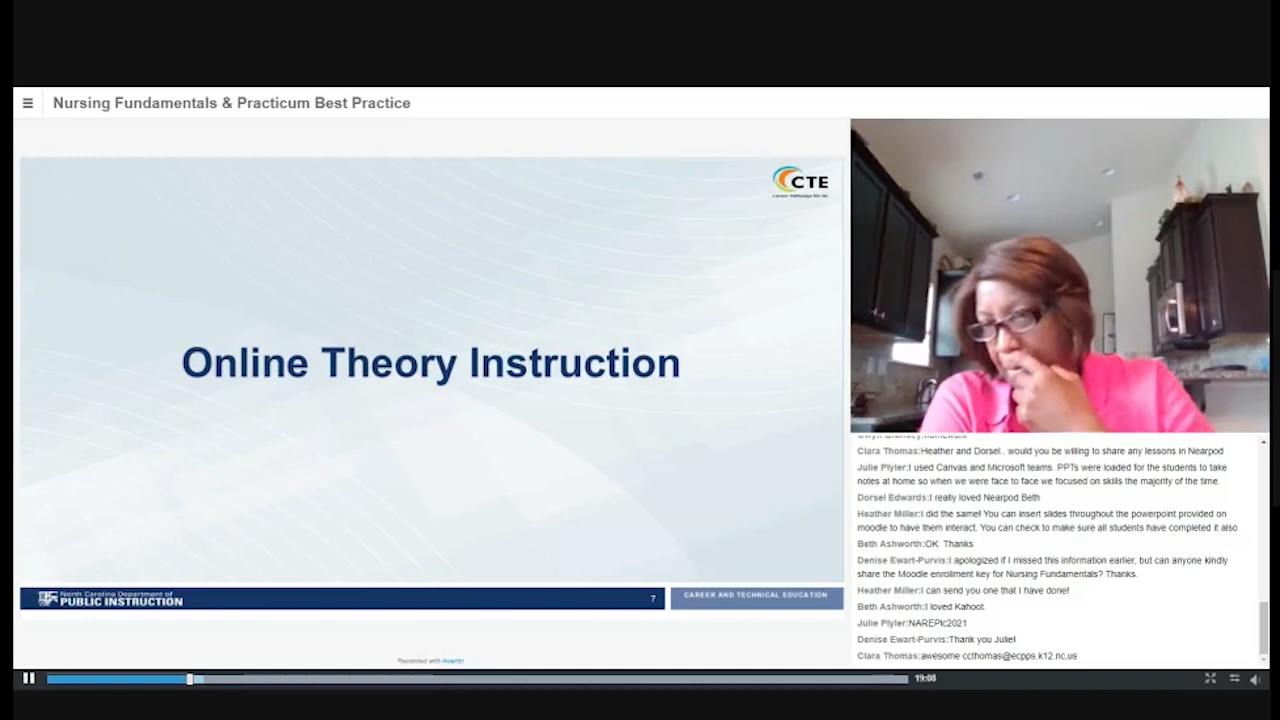 Nursing Fundamentals & Practicum Best Practice
CTE
Online Theory Instruction
North Carolina Department of
PUBLIC INSTRUCTION
7
CAREER AND TECHNICAL EDUCATION
Recorded with
Clara Thomas:Heather and Dorsel.. would you be willing to share any lessons in Nearpod
Julie Plyler:I used Canvas and Microsoft teams. PPTs were loaded for the students to take
notes at home so when we were face to face we focused on skills the majority of the time.
Dorsel Edwards:I really loved Nearpod Beth
Heather Miller:I did the same! You can insert slides throughout the powerpoint provided on
moodle to have them interact. You can check to make sure all students have completed it also
Beth Ashworth:OK Thanks
Denise Ewart-Purvis:I apologized if I missed this information earlier, but can anyone kindly
share the Moodle enrollment key for Nursing Fundamentals? Thanks.
Heather Miller:I can send you one that I have done!
Beth Ashworth:I loved Kahoot.
Julie Plyler:NAREPIc2021
Denise Ewart-Purvis:Thank you Julie!
Clara Thomas:awesome ccthomas@ecpps.k12.nc.us
19:08